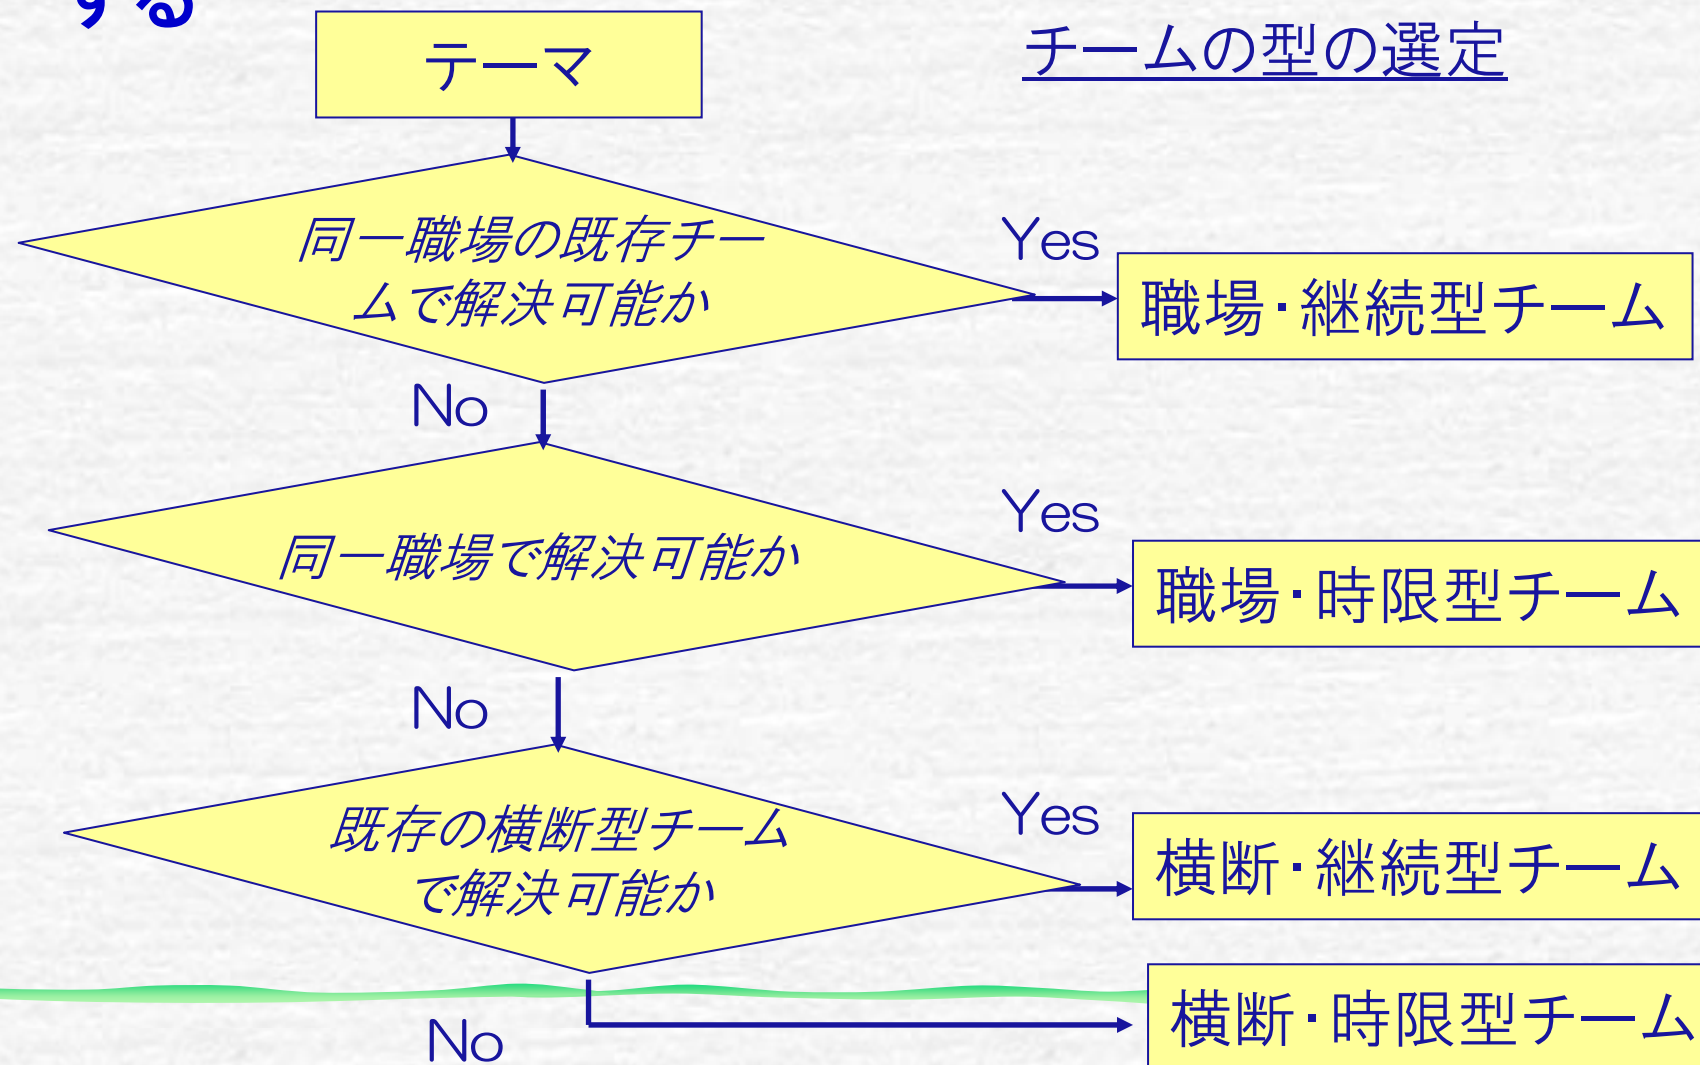 する
チームの型の選定
テーマ
同一職場の既存チー
ムで解決可能か
Yes
職場・継続型チーム
No
同一職場で解決可能か
Yes
職場・時限型チーム
No
既存の横断型チーム
で解決可能か
Yes
横断・継続型チーム
No
横断・時限型チーム